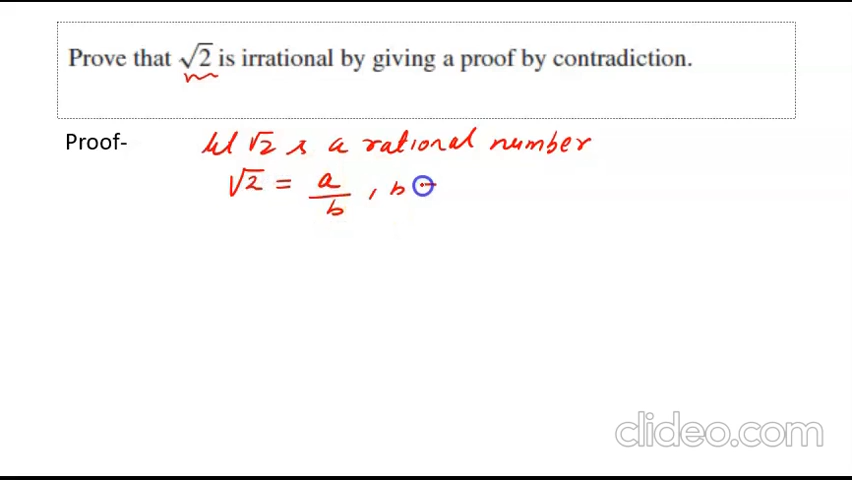 Prove that √2 is irrational by giving a proof by contradiction.
Proof- let √2 is a rational number
√2 = a/b , b
clideo.com